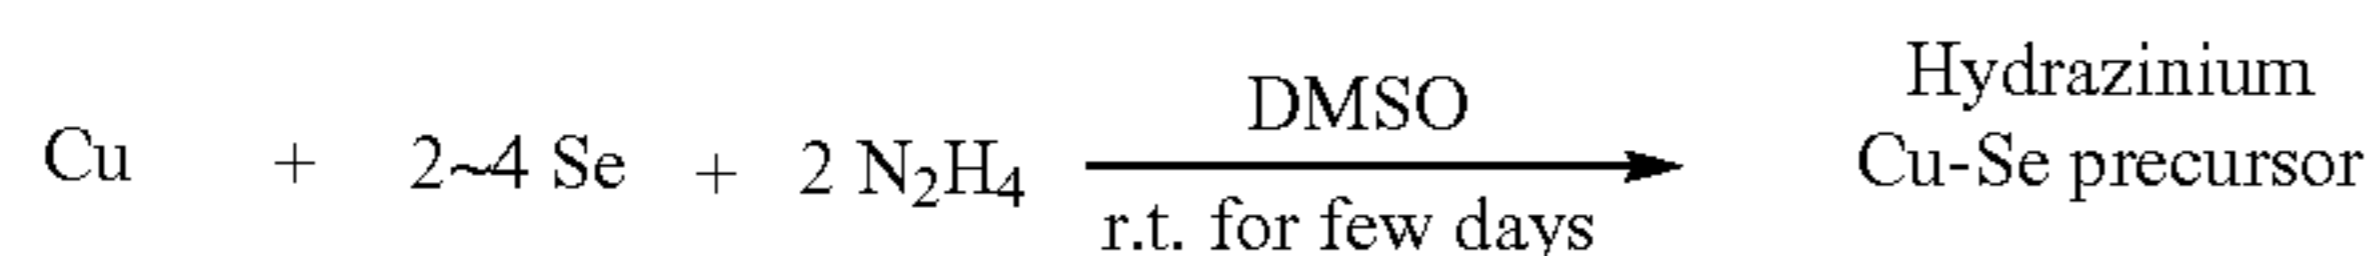 Cu + 2~4 Se + 2 N₂H₄ DMSO r.t. for few days Hydrazinium
Cu-Se precursor